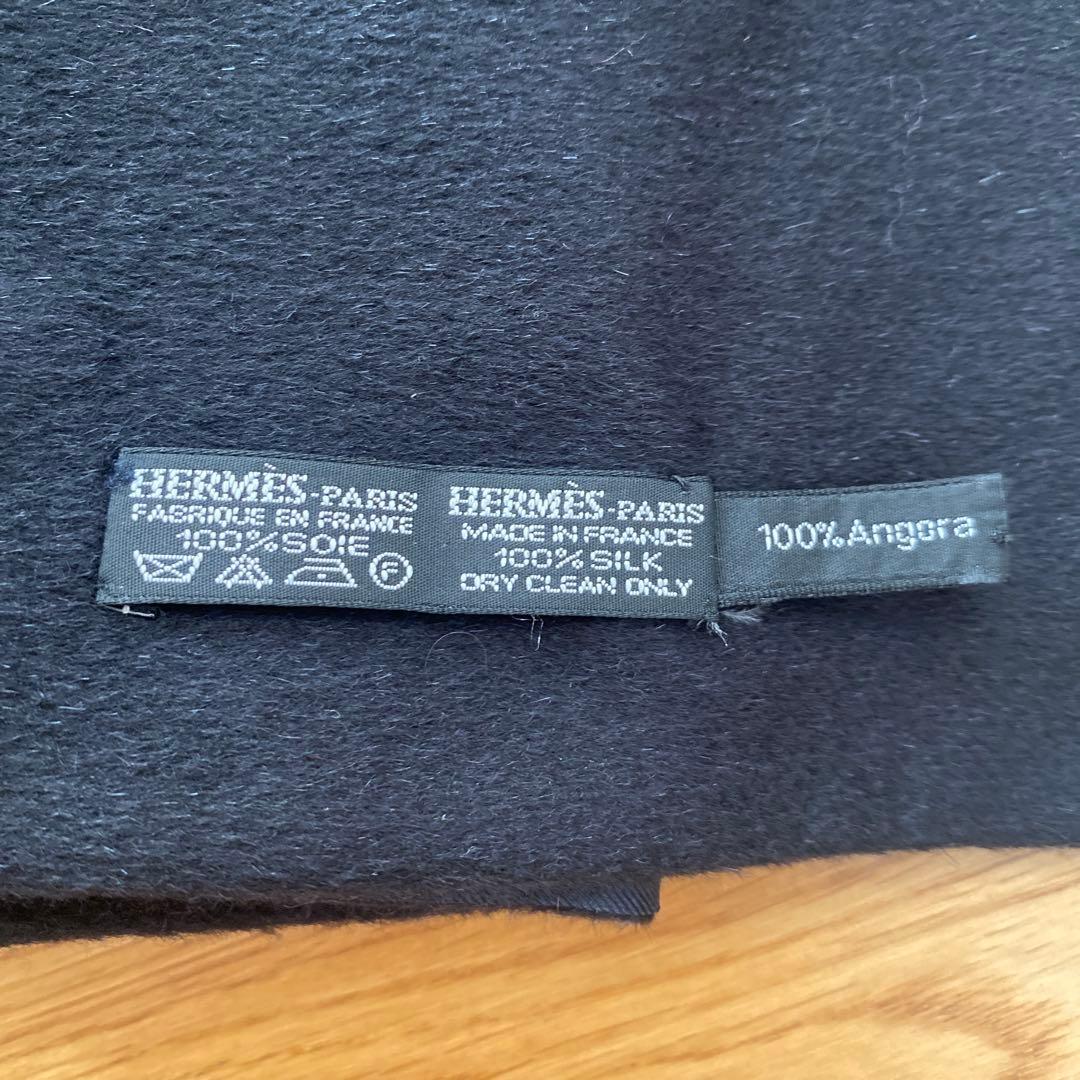 HERMÈS-PARIS
FABRIQUE EN FRANCE
100%SOIE
F
HERMÈS-PARIS
MADE IN FRANCE
100%SILK
DRY CLEAN ONLY
100%Angora